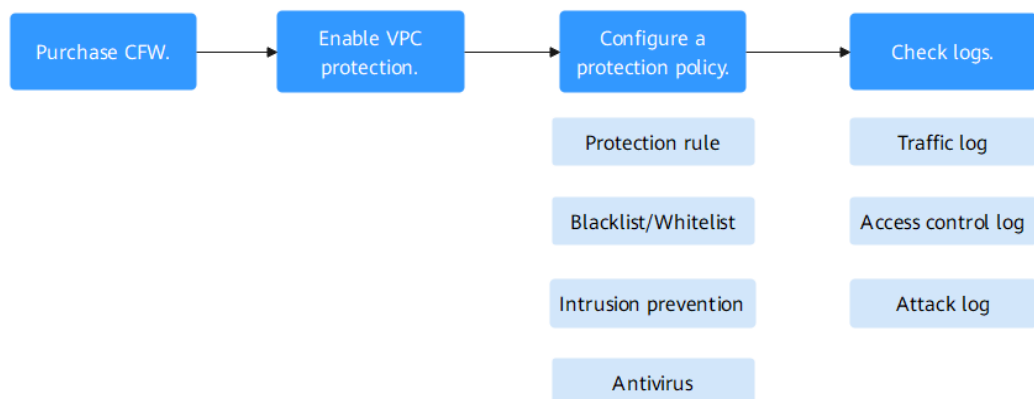 Purchase CFW.
Enable VPC
protection.
Configure a
protection policy.
Check logs.
Protection rule
Traffic log
Blacklist/Whitelist
Access control log
Intrusion prevention
Attack log
Antivirus